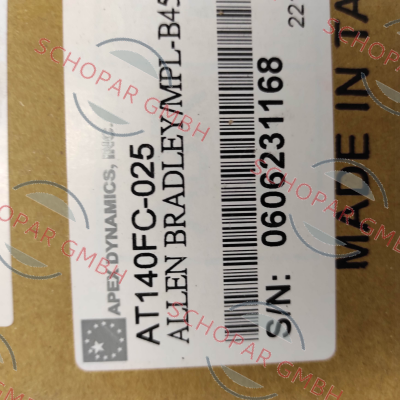 APEX DYNAMICS, Inc.
AT140FC-025
ALLEN BRADLEY/MPL-B45
S/N: 0606231168
22
MADE IN TA
SCHOPAR GMBH
SCHOPAR GMBH
SCHOPAR GMBH
SCHOPAR GMBH